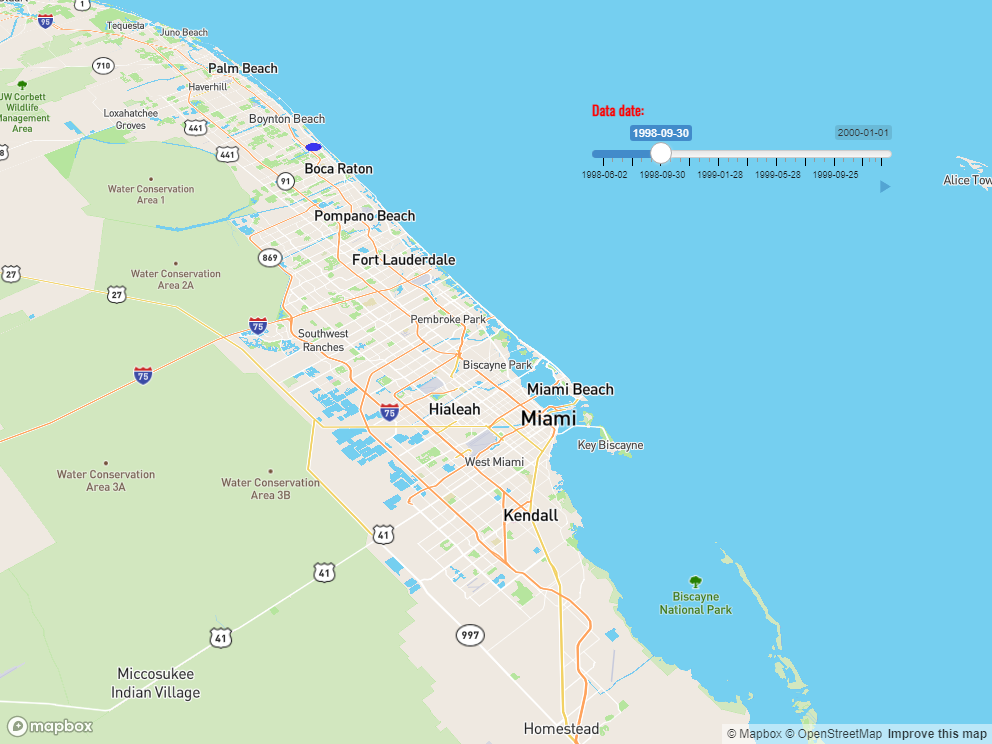 1
95
Tequesta
Juno Beach
710
Palm Beach
Haverhill
JW Corbett
Wildlife
Management
Area
Loxahatchee
Groves
441
Boynton Beach
441
Boca Raton
91
Water Conservation
Area 1
Pompano Beach
869
Fort Lauderdale
27
Water Conservation
Area 2A
27
75
Pembroke Park
Southwest
Ranches
Biscayne Park
75
Miami Beach
Hialeah
75
Miami
Key Biscayne
West Miami
Water Conservation
Area 3A
Water Conservation
Area 3B
Kendall
41
41
Biscayne
National Park
997
41
Miccosukee
Indian Village
Homestead
Data date:
1998-09-30
2000-01-01
1998-06-02
1998-09-30
1999-01-28
1999-05-28
1999-09-25
Alice Tow
mapbox
© Mapbox © OpenStreetMap Improve this map